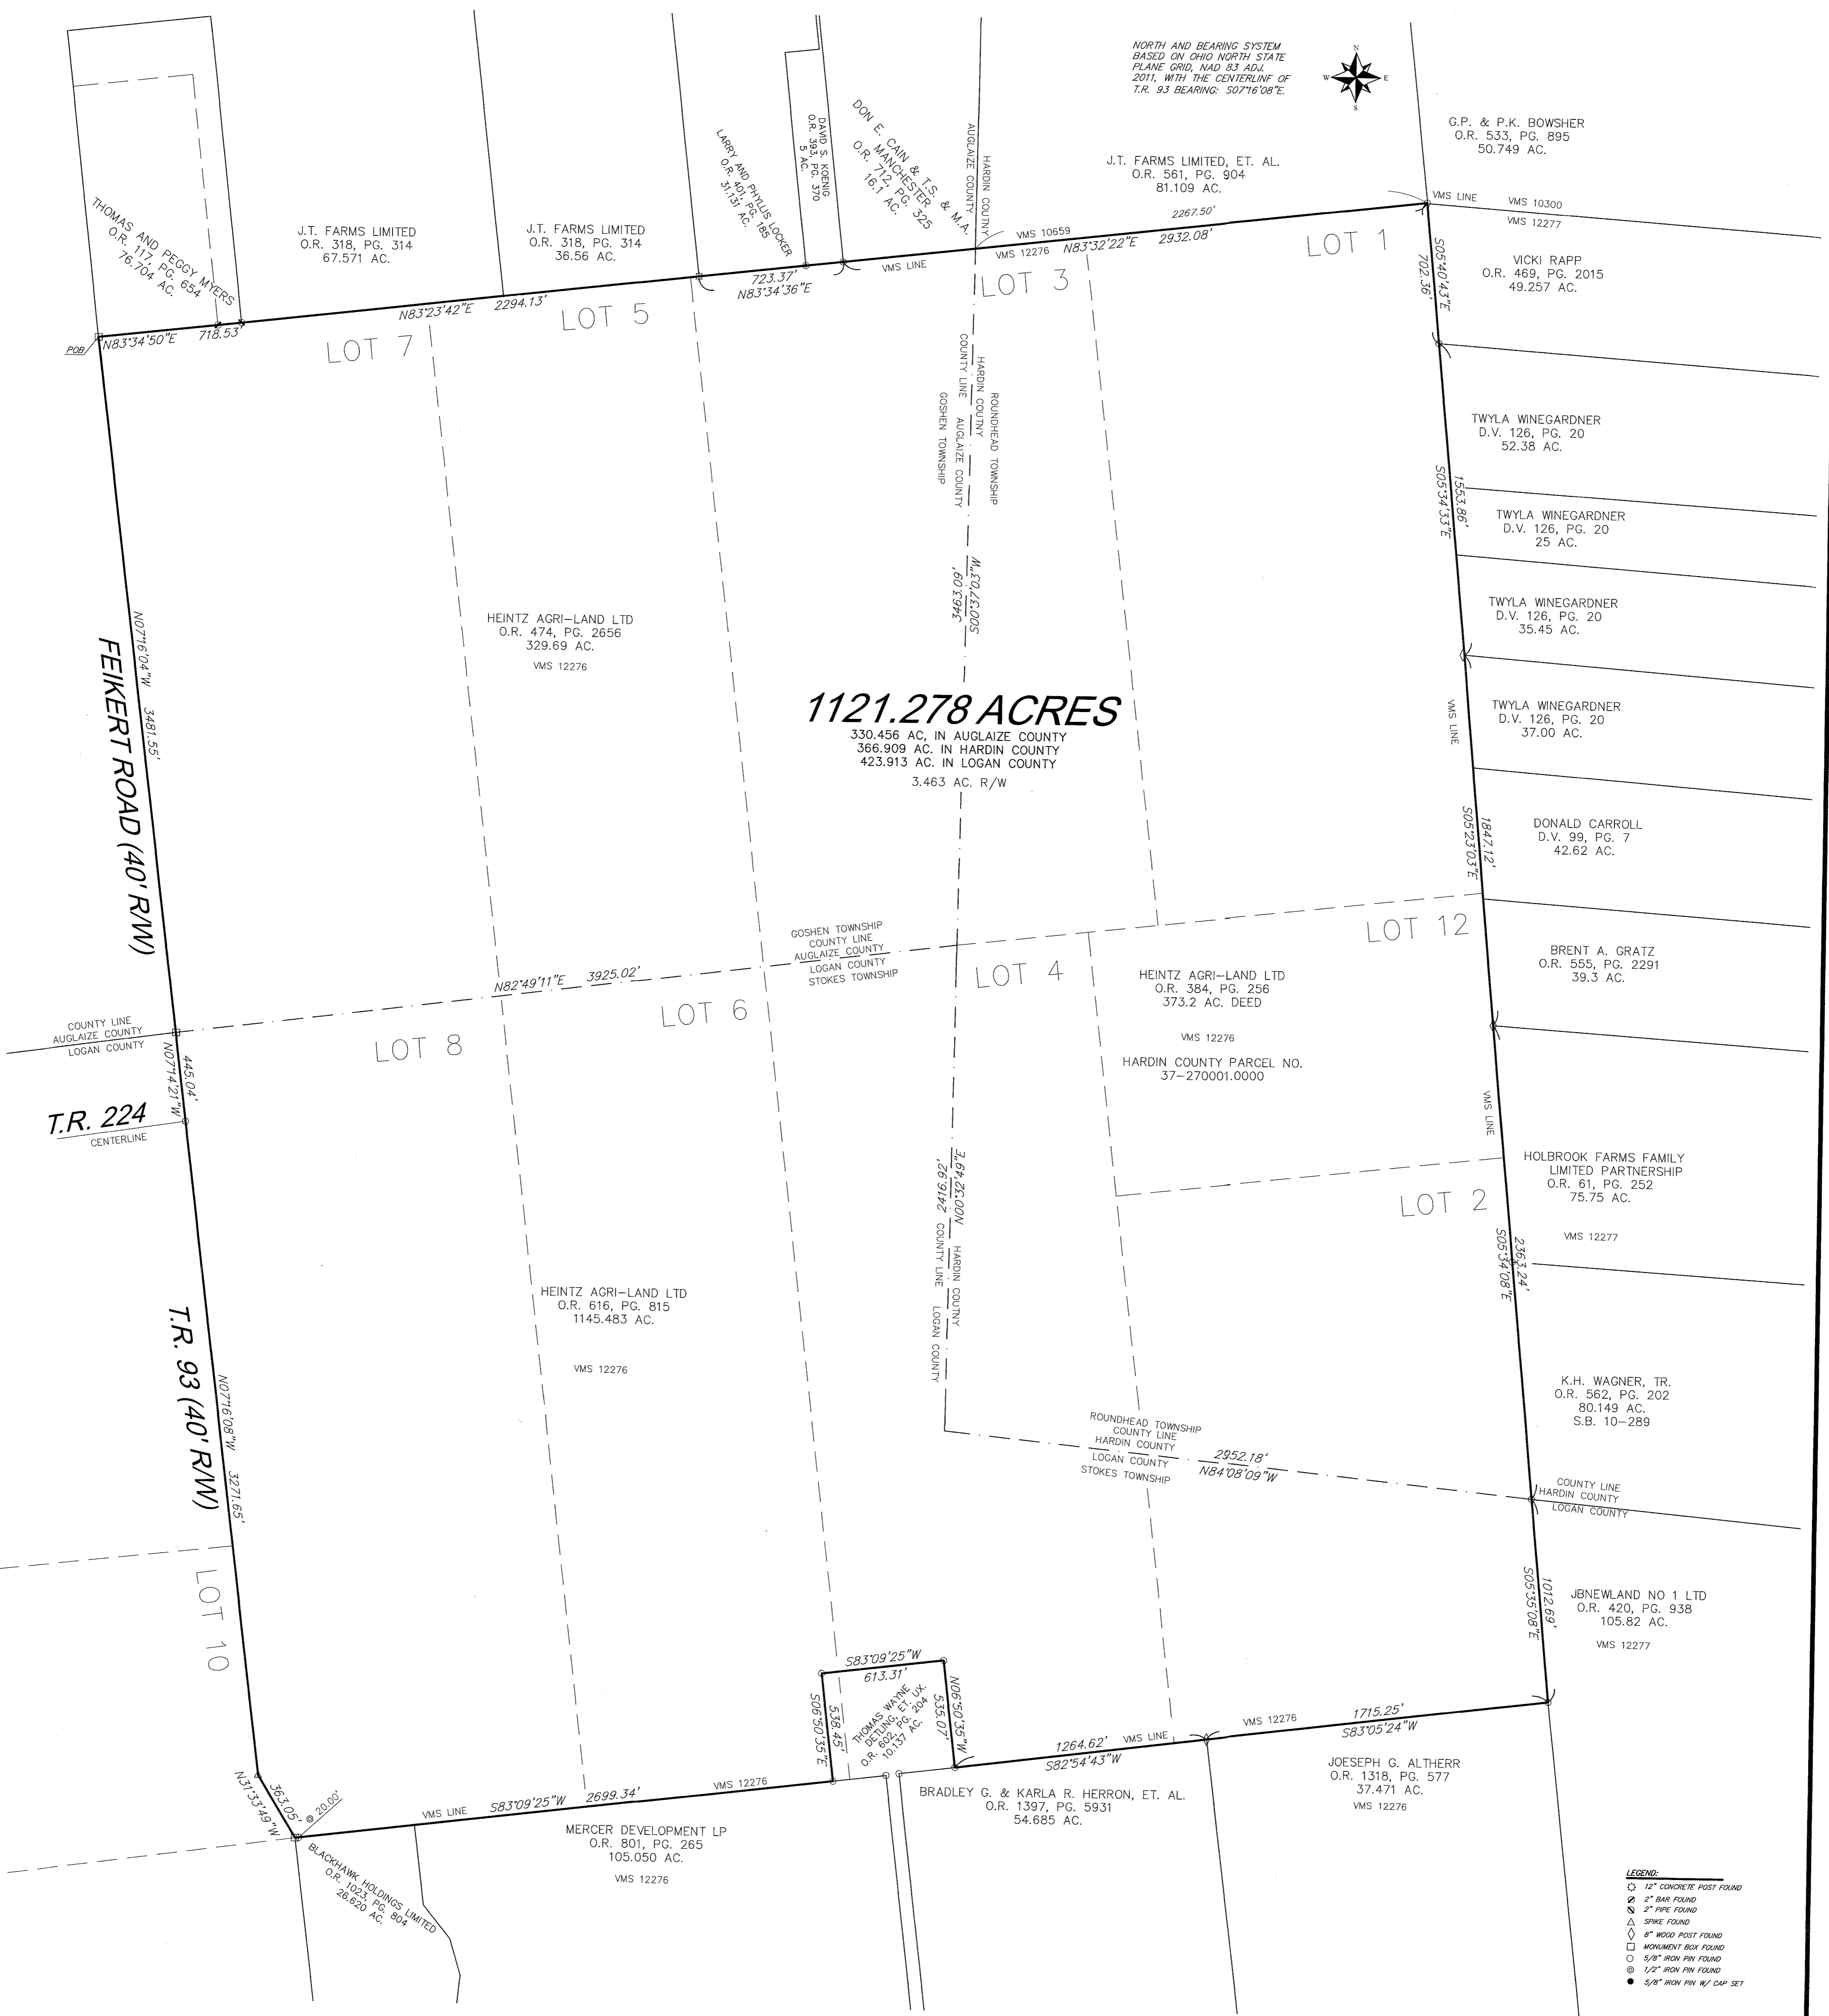 NORTH AND BEARING SYSTEM
BASED ON OHIO NORTH STATE
PLANE GRID, NAD 83 ADJ.
2011, WITH THE CENTERLINF OF
T.R. 93 BEARING: S07°16'08"E.
N
W
E
S
G.P. & P.K. BOWSHER
O.R. 533, PG. 895
50.749 AC.
J.T. FARMS LIMITED, ET. AL.
O.R. 561, PG. 904
81.109 AC.
AUGLAIZE COUNTY
HARDIN COUTNY
DON E. CAIN & T.S. & M.A.
MANCHESTER
O.R. 712, PG. 325
16.1 AC.
DAVID S. KOENIG
O.R. 393, PG. 370
5 AC.
LARRY AND PHYLLIS LOCKER
O.R. 401, PG. 185
31.131 AC.
J.T. FARMS LIMITED
O.R. 318, PG. 314
36.56 AC.
J.T. FARMS LIMITED
O.R. 318, PG. 314
67.571 AC.
THOMAS AND PEGGY MYERS
O.R. 117, PG. 654
76.704 AC.
VMS LINE
VMS 10300
VMS 12277
2267.50'
VMS 10659
VMS 12276
N83°32'22"E 2932.08'
VMS LINE
LOT 1
LOT 3
723.37'
N83°34'36"E
N83°23'42"E 2294.13'
LOT 5
LOT 7
N83°34'50"E 718.53'
POB
S05°40'43"E
702.36'
VICKI RAPP
O.R. 469, PG. 2015
49.257 AC.
COUNTY LINE AUGLAIZE COUNTY
GOSHEN TOWNSHIP
HARDIN COUTNY
ROUNDHEAD TOWNSHIP
TWYLA WINEGARDNER
D.V. 126, PG. 20
52.38 AC.
1553.86'
S05°34'33"E
TWYLA WINEGARDNER
D.V. 126, PG. 20
25 AC.
TWYLA WINEGARDNER
D.V. 126, PG. 20
35.45 AC.
S00°37'03"W
3463.09'
HEINTZ AGRI-LAND LTD
O.R. 474, PG. 2656
329.69 AC.
VMS 12276
N07°16'04"W 3481.55'
FEIKERT ROAD (40' R/W)
1121.278 ACRES
330.456 AC, IN AUGLAIZE COUNTY
366.909 AC. IN HARDIN COUNTY
423.913 AC. IN LOGAN COUNTY
3.463 AC. R/W
VMS LINE
TWYLA WINEGARDNER
D.V. 126, PG. 20
37.00 AC.
1847.12'
S05°23'03"E
DONALD CARROLL
D.V. 99, PG. 7
42.62 AC.
LOT 12
BRENT A. GRATZ
O.R. 555, PG. 2291
39.3 AC.
GOSHEN TOWNSHIP
COUNTY LINE
AUGLAIZE COUNTY
LOGAN COUNTY
STOKES TOWNSHIP
N82°49'11"E 3925.02'
LOT 4
LOT 6
LOT 8
HEINTZ AGRI-LAND LTD
O.R. 384, PG. 256
373.2 AC. DEED
VMS 12276
HARDIN COUNTY PARCEL NO.
37-270001.0000
COUNTY LINE
AUGLAIZE COUNTY
LOGAN COUNTY
445.04'
N07°14'21"W
T.R. 224
CENTERLINE
VMS LINE
HOLBROOK FARMS FAMILY
LIMITED PARTNERSHIP
O.R. 61, PG. 252
75.75 AC.
VMS 12277
LOT 2
2363.24'
S05°34'08"E
N00°32'49"E
2416.92'
HARDIN COUTNY
COUNTY LINE LOGAN COUNTY
HEINTZ AGRI-LAND LTD
O.R. 616, PG. 815
1145.483 AC.
VMS 12276
T.R. 93 (40' R/W)
N07°16'08"W 3271.65'
K.H. WAGNER, TR.
O.R. 562, PG. 202
80.149 AC.
S.B. 10-289
ROUNDHEAD TOWNSHIP
COUNTY LINE
HARDIN COUNTY
LOGAN COUNTY
STOKES TOWNSHIP
2952.18'
N84°08'09"W
COUNTY LINE
HARDIN COUNTY
LOGAN COUNTY
LOT 10
1012.69'
S05°35'08"E
JBNEWLAND NO 1 LTD
O.R. 420, PG. 938
105.82 AC.
VMS 12277
S83°09'25"W
613.31'
S06°50'35"E
538.45'
THOMAS WAYNE
DETLING, ET. UX.
O.R. 602, PG. 204
10.137 AC.
N06°50'35"W
535.07'
1264.62' VMS LINE
S82°54'43"W
VMS 12276
1715.25'
S83°05'24"W
JOESEPH G. ALTHERR
O.R. 1318, PG. 577
37.471 AC.
VMS 12276
BRADLEY G. & KARLA R. HERRON, ET. AL.
O.R. 1397, PG. 5931
54.685 AC.
VMS LINE S83°09'25"W 2699.34' VMS 12276
MERCER DEVELOPMENT LP
O.R. 801, PG. 265
105.050 AC.
VMS 12276
363.05'
N31°33'49"W
@ 20.00'
BLACKHAWK HOLDINGS LIMITED
O.R. 1023, PG. 804
26.620 AC.
LEGEND:
12" CONCRETE POST FOUND
2" BAR FOUND
2" PIPE FOUND
SPIKE FOUND
8" WOOD POST FOUND
MONUMENT BOX FOUND
5/8" IRON PIN FOUND
1/2" IRON PIN FOUND
5/8" IRON PIN W/ CAP SET